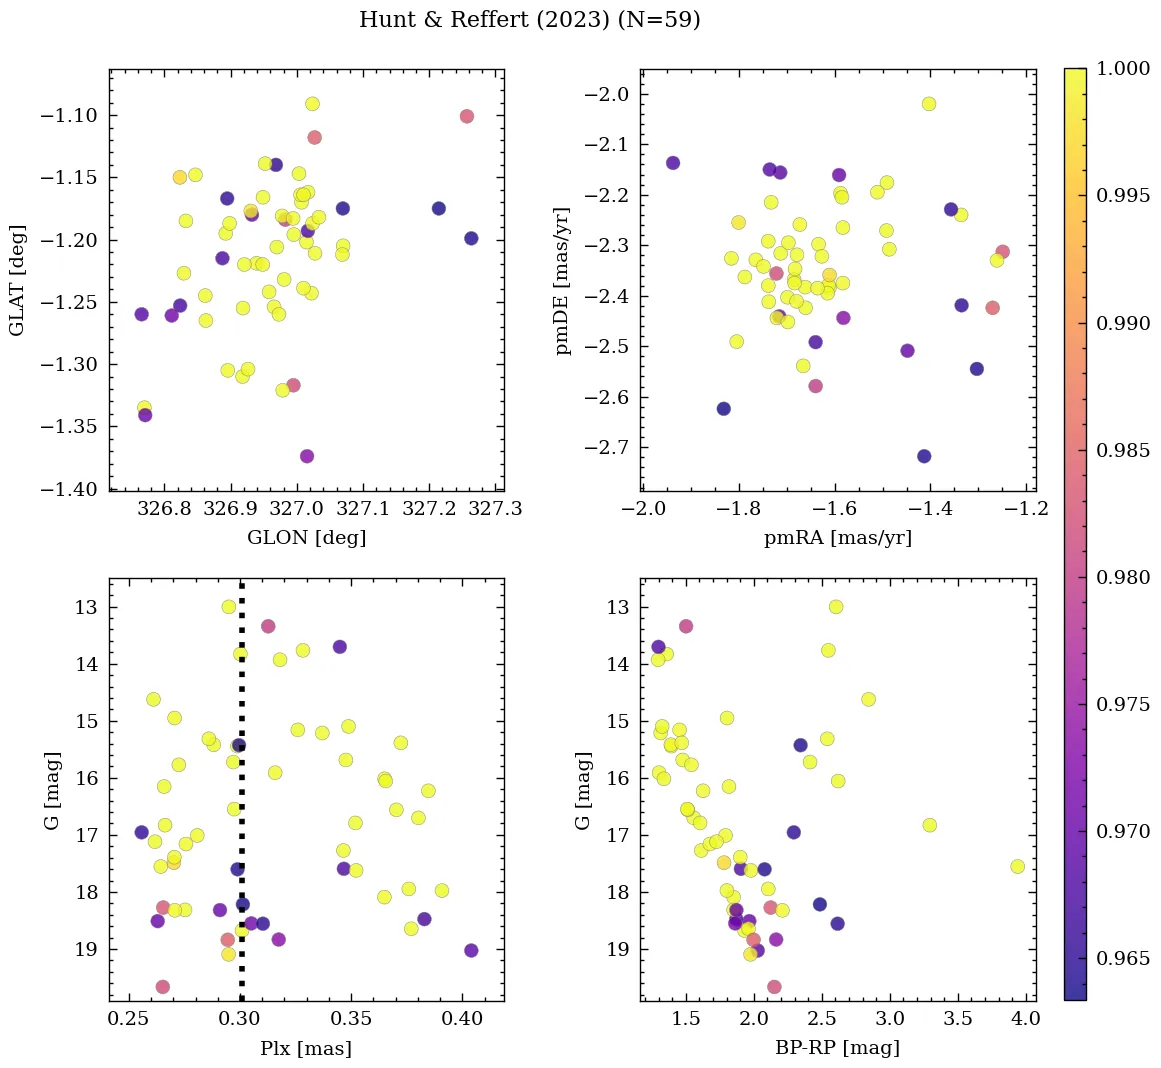 Hunt & Reffert (2023) (N=59)
−1.10
−1.15
−1.20
−1.25
−1.30
−1.35
−1.40
GLAT [deg]
326.8 326.9 327.0 327.1 327.2 327.3
GLON [deg]
−2.0
−2.1
−2.2
−2.3
−2.4
−2.5
−2.6
−2.7
pmDE [mas/yr]
−2.0 −1.8 −1.6 −1.4 −1.2
pmRA [mas/yr]
13
14
15
16
17
18
19
G [mag]
0.25 0.30 0.35 0.40
Plx [mas]
13
14
15
16
17
18
19
G [mag]
1.5 2.0 2.5 3.0 3.5 4.0
BP-RP [mag]
1.000
0.995
0.990
0.985
0.980
0.975
0.970
0.965